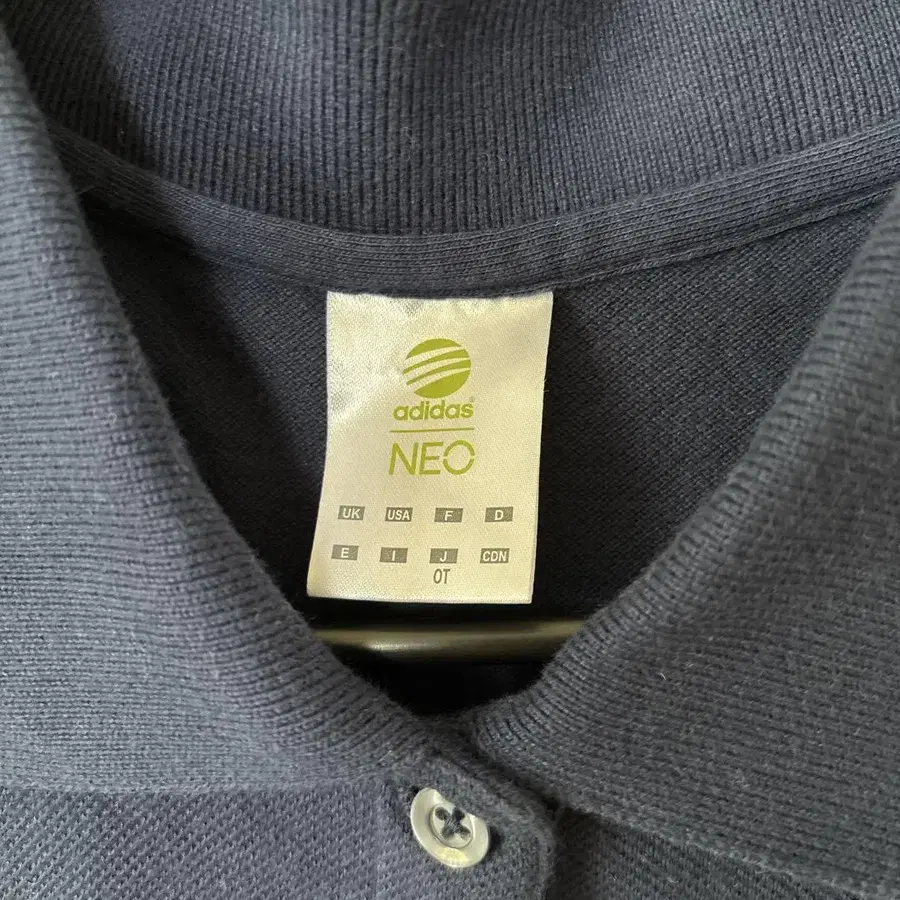 adidas
NEO
UK USA F D
E I J CDN
OT